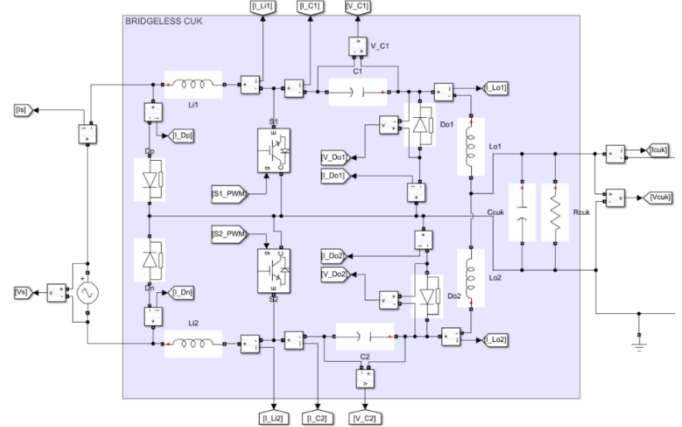 [I_Li1]
[I_C1]
[V_C1]
BRIDGELESS CUK
V_C1
C1
[I_Lo1]
Li1
[Is]
[I_Dp]
S1
Do1
Lo1
[V_Do1]
[I_Do1]
[Icuk]
Dp
[S1_PWM]
[Vcuk]
Ccuk
Rcuk
[S2_PWM]
[I_Do2]
[V_Do2]
Lo2
[Vs]
[I_Dn]
Dn
S2
Do2
Li2
[I_Lo2]
C2
[I_Li2]
[I_C2]
[V_C2]